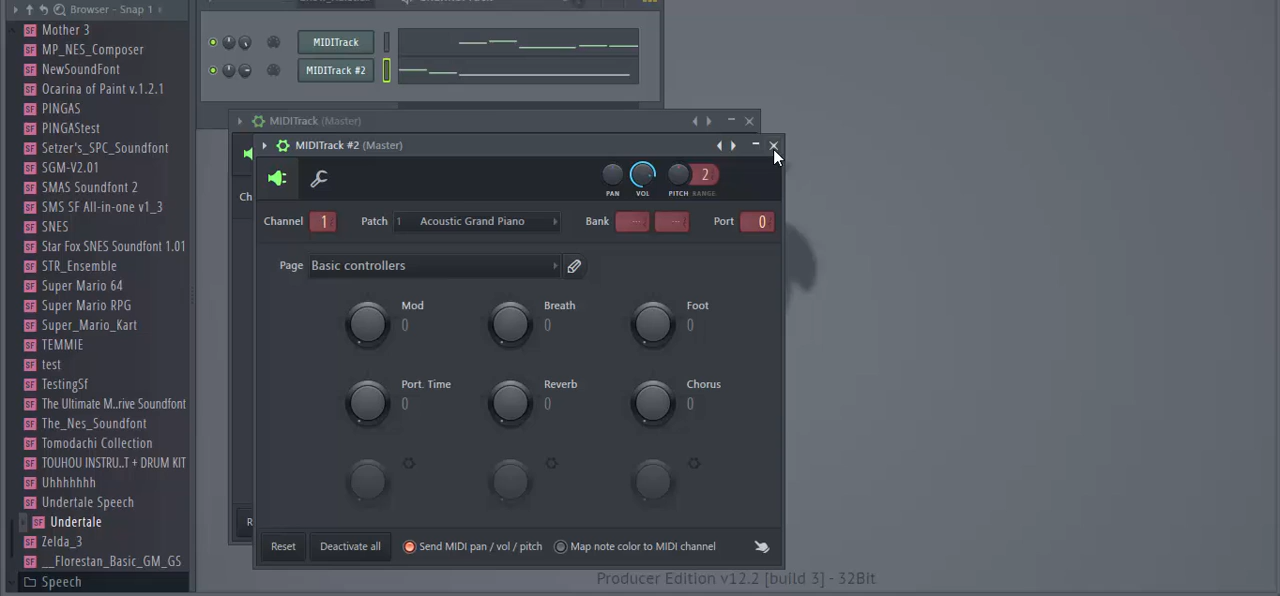 Browser - Snap 1
Mother 3
MP_NES_Composer
NewSoundFont
Ocarina of Paint v.1.2.1
PINGAS
PINGAStest
Setzer's_SPC_Soundfont
SGM-V2.01
SMAS Soundfont 2
SMS SF All-in-one v1_3
SNES
Star Fox SNES Soundfont 1.01
STR_Ensemble
Super Mario 64
Super Mario RPG
Super_Mario_Kart
TEMMIE
test
TestingSf
The Ultimate M..rive Soundfont
The_Nes_Soundfont
Tomodachi Collection
TOUHOU INSTRU..T + DRUM KIT
Uhhhhhhh
Undertale Speech
Undertale
Zelda_3
__Florestan_Basic_GM_GS
Speech
MIDITrack
MIDITrack #2
MIDITrack (Master)
MIDITrack #2 (Master)
PAN VOL PITCH RANGE
2
Channel 1 Patch 1 Acoustic Grand Piano Bank --- --- Port 0
Page Basic controllers
Mod 0 Breath 0 Foot 0
Port. Time 0 Reverb 0 Chorus 0
Reset Deactivate all Send MIDI pan / vol / pitch Map note color to MIDI channel
Producer Edition v12.2 [build 3] - 32Bit